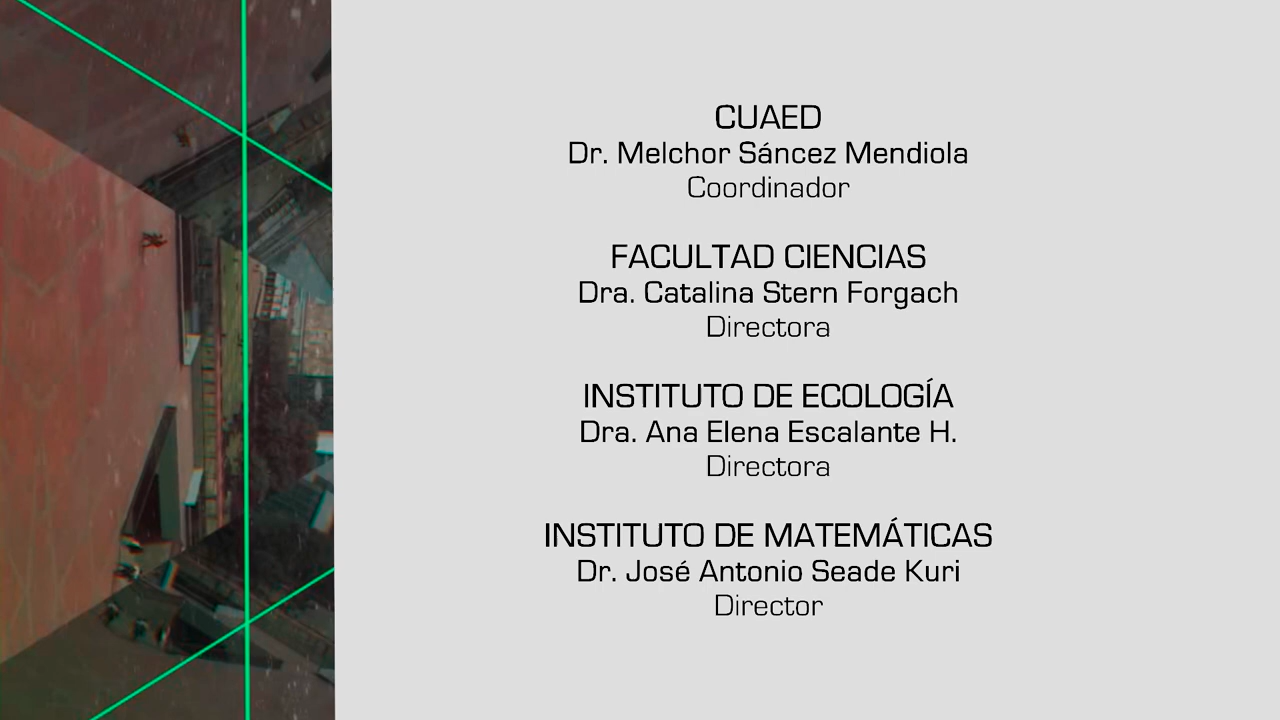 CUAED
Dr. Melchor Sáncez Mendiola
Coordinador
FACULTAD CIENCIAS
Dra. Catalina Stern Forgach
Directora
INSTITUTO DE ECOLOGÍA
Dra. Ana Elena Escalante H.
Directora
INSTITUTO DE MATEMÁTICAS
Dr. José Antonio Seade Kuri
Director